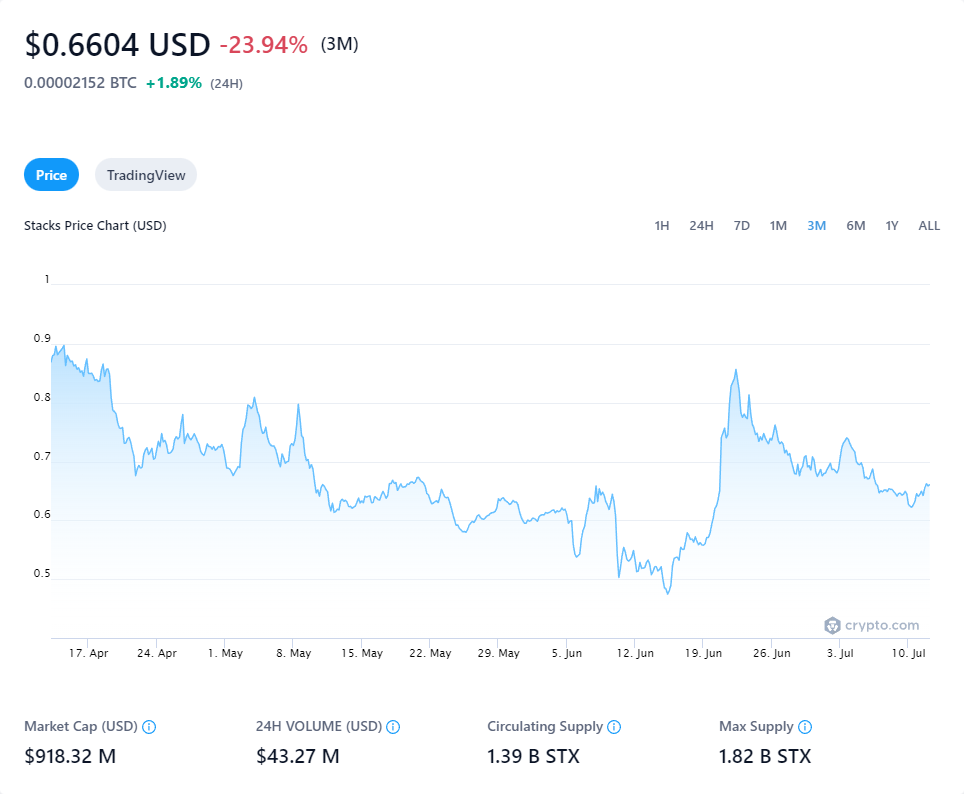 $0.6604 USD -23.94% (3M)
0.00002152 BTC +1.89% (24H)
Price TradingView
Stacks Price Chart (USD) 1H 24H 7D 1M 3M 6M 1Y ALL
1
0.9
0.8
0.7
0.6
0.5
crypto.com
17. Apr 24. Apr 1. May 8. May 15. May 22. May 29. May 5. Jun 12. Jun 19. Jun 26. Jun 3. Jul 10. Jul
Market Cap (USD) 24H VOLUME (USD) Circulating Supply Max Supply
$918.32 M $43.27 M 1.39 B STX 1.82 B STX